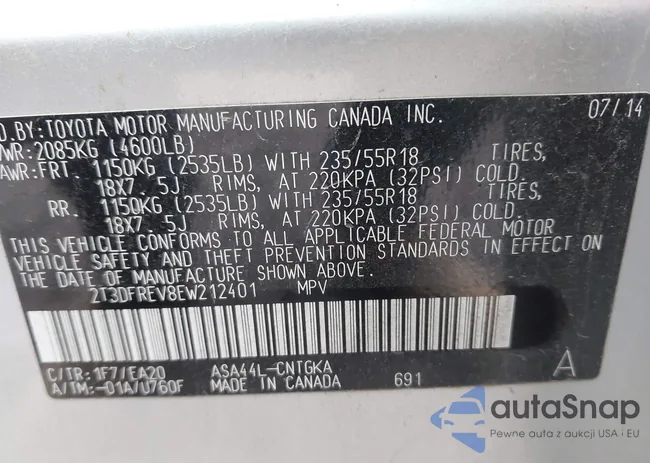 D.BY:TOYOTA MOTOR MANUFACTURING CANADA INC. 07/14
WR:2085KG (4600LB)
AWR:FRT. 1150KG (2535LB) WITH 235/55R18 TIRES,
18X7. 5J RIMS, AT 220KPA (32PSI) COLD.
RR. 1150KG (2535LB) WITH 235/55R18 TIRES,
18X7. 5J RIMS, AT 220KPA (32PSI) COLD.
THIS VEHICLE CONFORMS TO ALL APPLICABLE FEDERAL MOTOR
VEHICLE SAFETY AND THEFT PREVENTION STANDARDS IN EFFECT ON
THE DATE OF MANUFACTURE SHOWN ABOVE.
2T3DFREV8EW212401 MPV
C/TR:1F7/EA20 ASA44L-CNTGKA A
A/TM:-01A/U760F MADE IN CANADA 691
autaSnap
Pewne auta z aukcji USA i EU